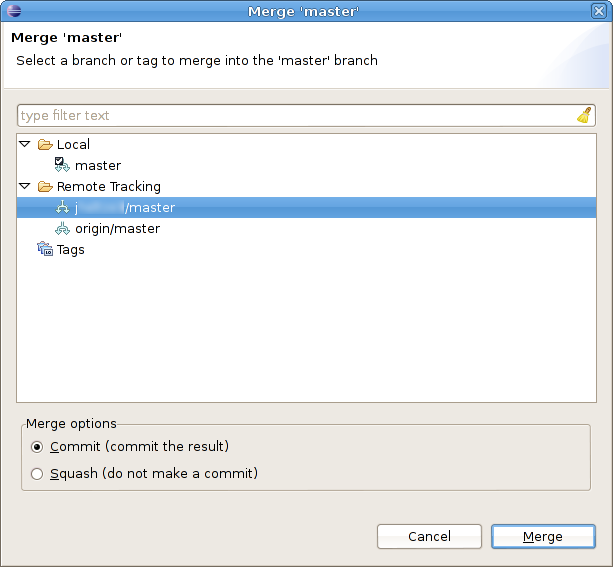 Merge 'master'
Merge 'master'
Select a branch or tag to merge into the 'master' branch
type filter text
Local
master
Remote Tracking
/master
origin/master
Tags
Merge options
Commit (commit the result)
Squash (do not make a commit)
Cancel
Merge